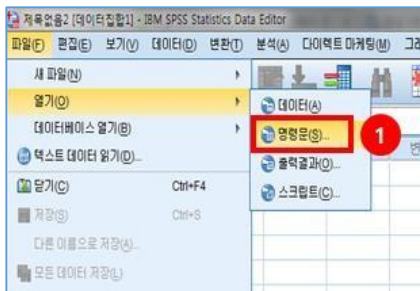 제목없음2 [데이터집합1] - IBM SPSS Statistics Data Editor
파일(F) 편집(E) 보기(V) 데이터(D) 변환(T) 분석(A) 다이렉트 마케팅(M) 그래
새 파일(N)
열기(O)
데이터베이스 열기(B)
텍스트 데이터 읽기(D)...
닫기(C) Ctrl+F4
저장(S) Ctrl+S
다른 이름으로 저장(A)...
모든 데이터 저장(L)
데이터(A)
명령문(S)...
출력결과(O)...
스크립트(C)...
1
변